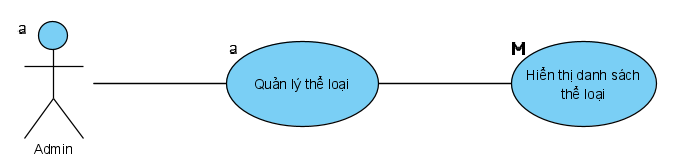 a
Admin
a
Quản lý thể loại
M
Hiển thị danh sách
thể loại